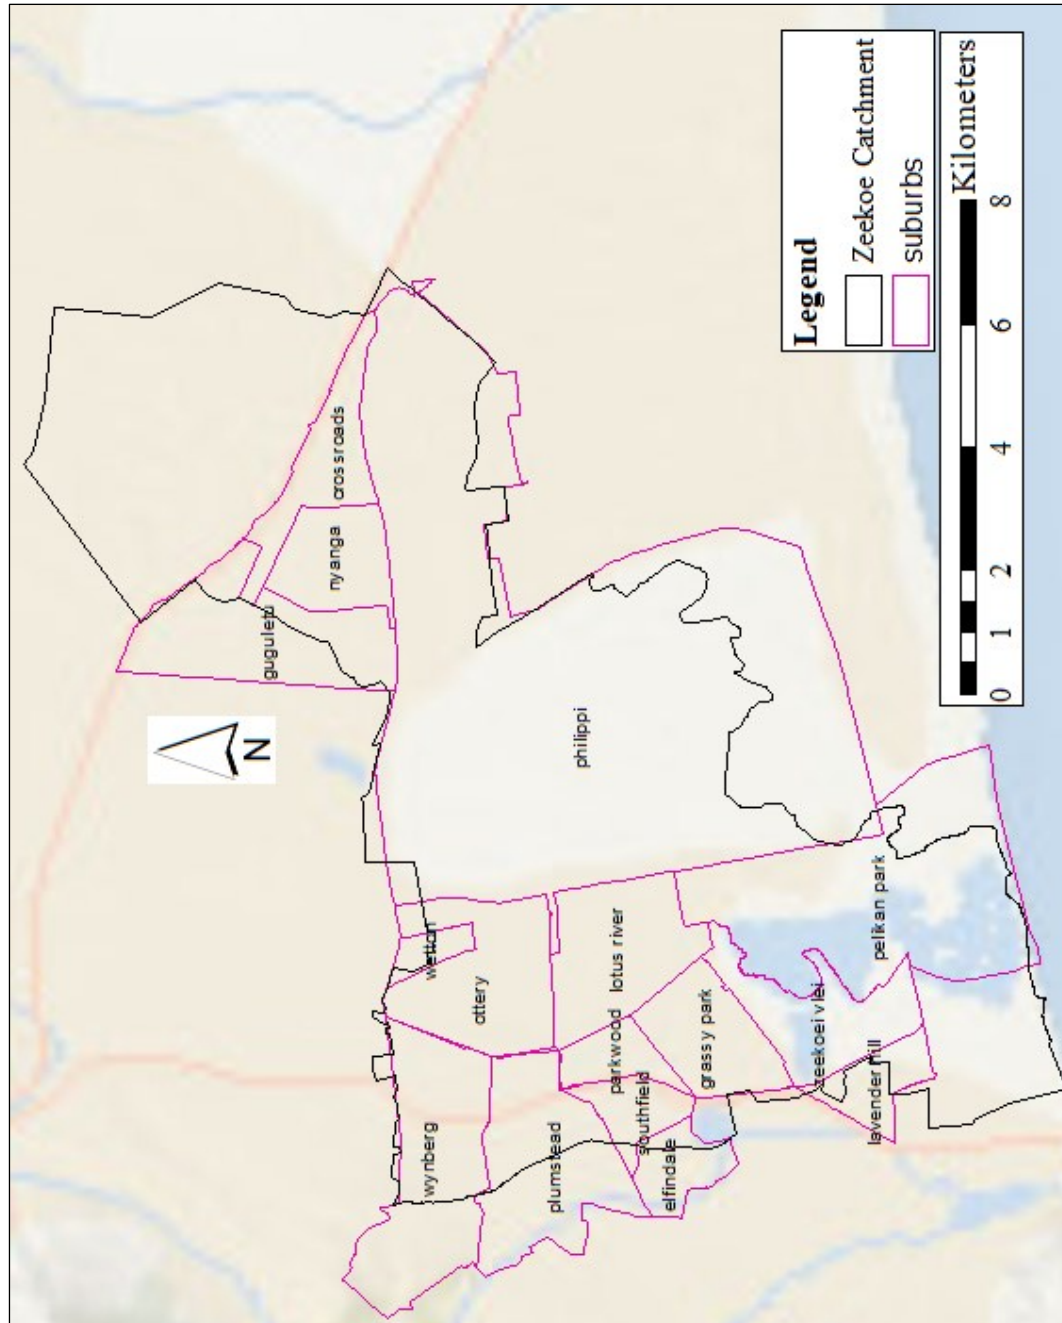 N
guguletu
nyanga
crossroads
wynberg
wetton
ottery
plumstead
philippi
parkwood
lotus river
southfield
elfindale
grassy park
zeekoei vlei
lavender hill
pelikan park
Legend
Zeekoe Catchment
suburbs
Kilometers
0 1 2 4 6 8